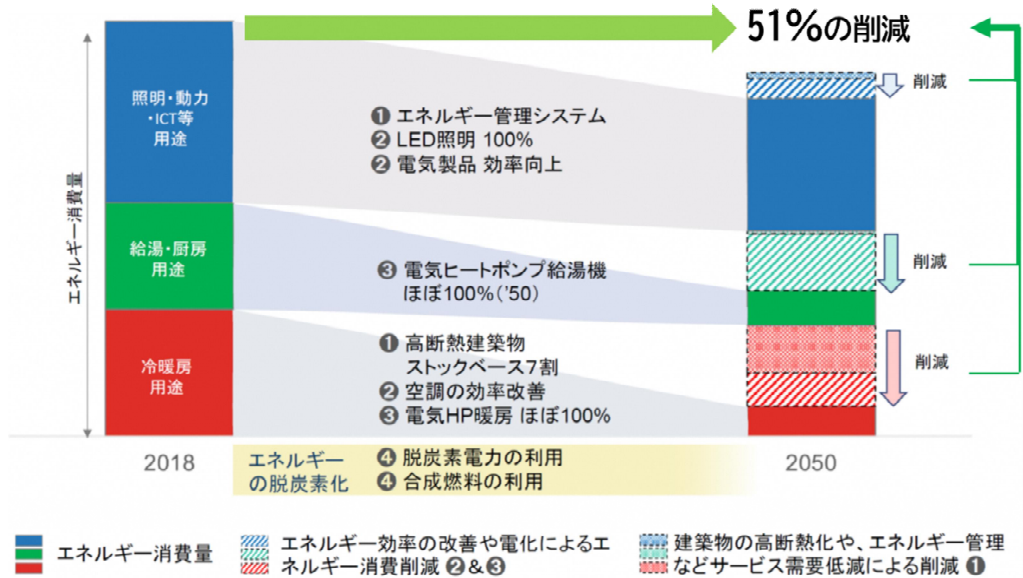 51%の削減
エネルギー消費量
照明・動力
・ICT等
用途
❶ エネルギー管理システム
❷ LED照明 100%
❷ 電気製品 効率向上
削減
給湯・厨房
用途
❸ 電気ヒートポンプ給湯機
ほぼ100%('50)
削減
冷暖房
用途
❶ 高断熱建築物
ストックベース7割
❷ 空調の効率改善
❸ 電気HP暖房 ほぼ100%
削減
2018
エネルギー
の脱炭素化
❹ 脱炭素電力の利用
❹ 合成燃料の利用
2050
エネルギー消費量
エネルギー効率の改善や電化によるエ
ネルギー消費削減 ❷&❸
建築物の高断熱化や、エネルギー管理
などサービス需要低減による削減 ❶